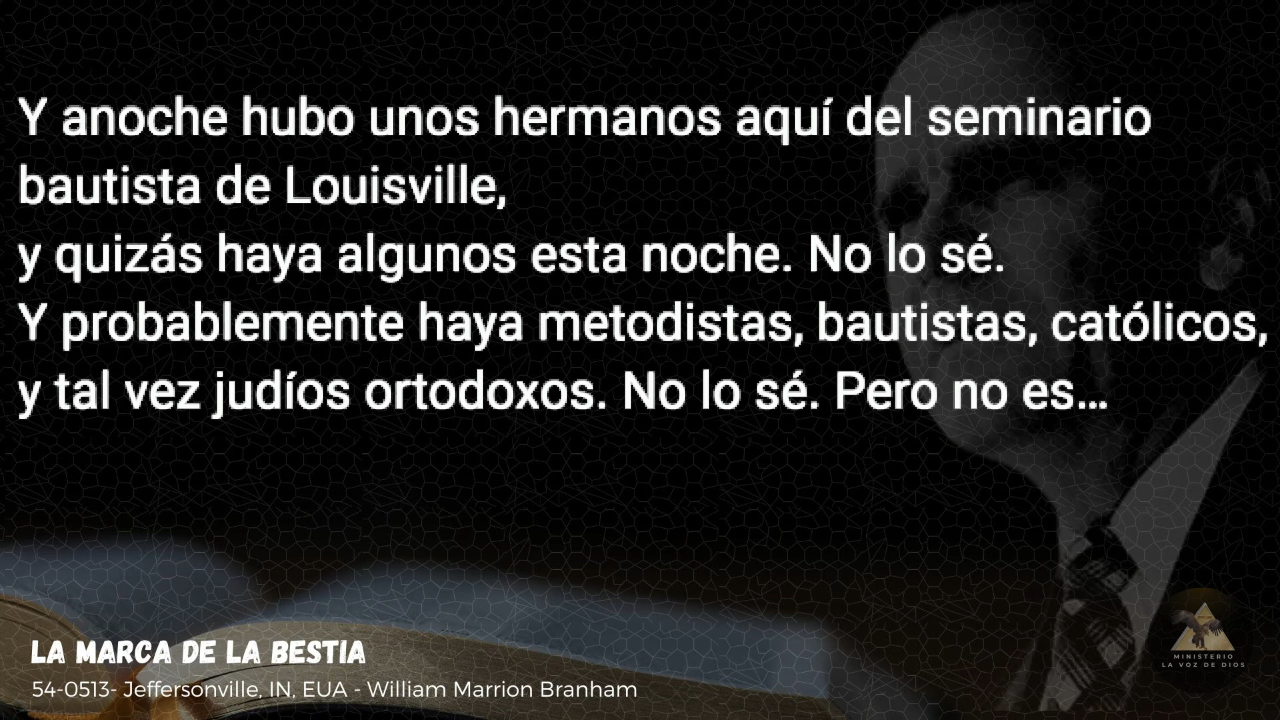 Y anoche hubo unos hermanos aquí del seminario
bautista de Louisville,
y quizás haya algunos esta noche. No lo sé.
Y probablemente haya metodistas, bautistas, católicos,
y tal vez judíos ortodoxos. No lo sé. Pero no es...
LA MARCA DE LA BESTIA
54-0513- Jeffersonville, IN, EUA - William Marrion Branham
MINISTERIO
LA VOZ DE DIOS